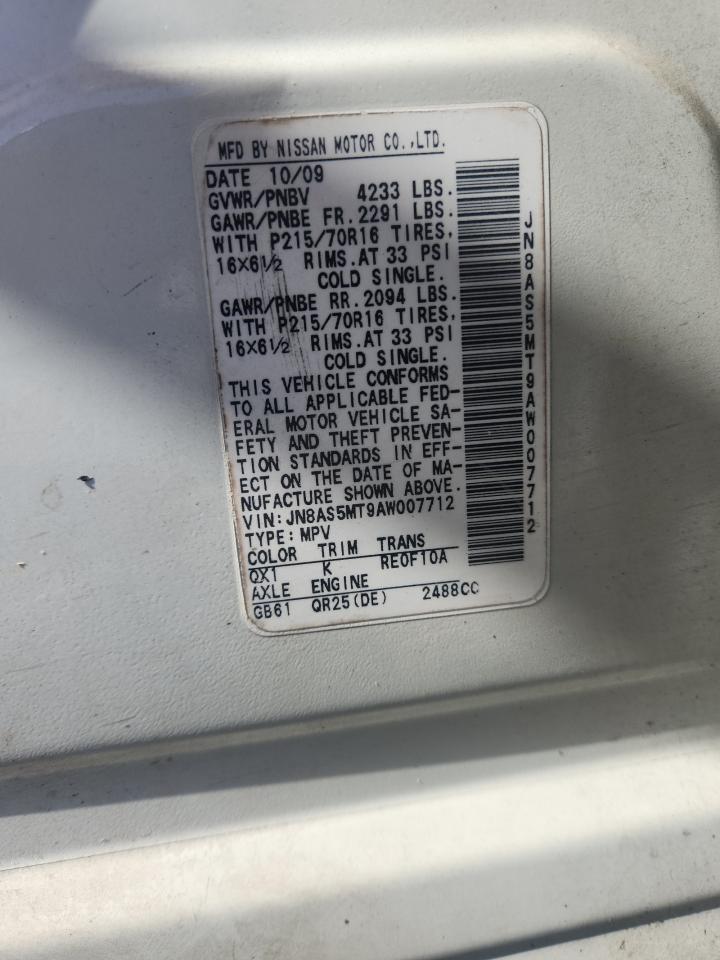 MFD BY NISSAN MOTOR CO.,LTD.
DATE 10/09
GVWR/PNBV 4233 LBS.
GAWR/PNBE FR.2291 LBS.
WITH P215/70R16 TIRES,
16×6½ RIMS.AT 33 PSI
COLD SINGLE.
GAWR/PNBE RR.2094 LBS.
WITH P215/70R16 TIRES,
16×6½ RIMS.AT 33 PSI
COLD SINGLE.
THIS VEHICLE CONFORMS
TO ALL APPLICABLE FED-
ERAL MOTOR VEHICLE SA-
FETY AND THEFT PREVEN-
TION STANDARDS IN EFF-
ECT ON THE DATE OF MA-
NUFACTURE SHOWN ABOVE.
VIN:JN8AS5MT9AW007712
TYPE:MPV
COLOR TRIM TRANS
QX1 K RE0F10A
AXLE ENGINE
GB61 QR25(DE) 2488CC
JN8AS5MT9AW007712